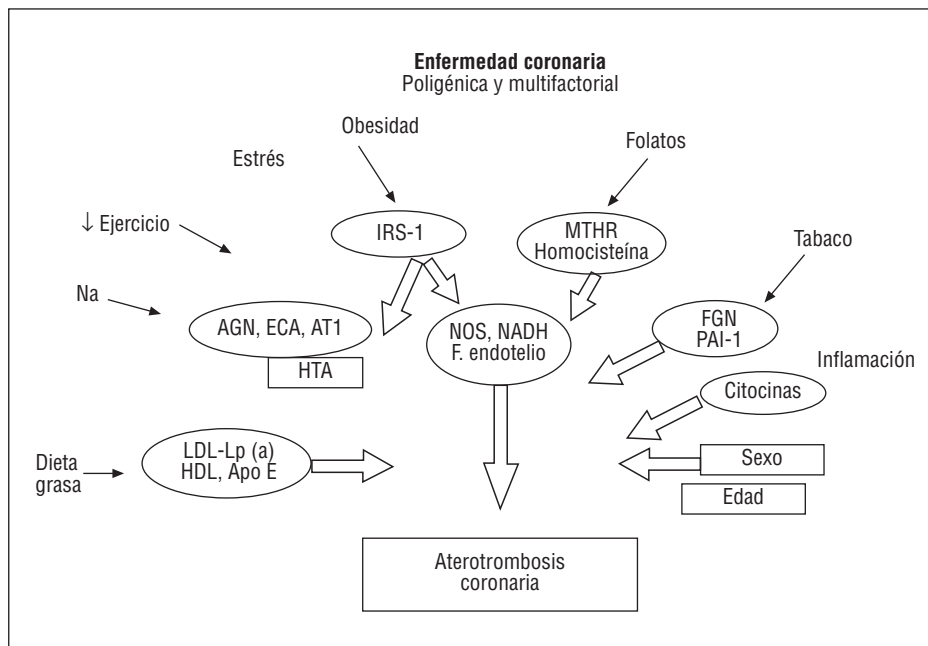 Enfermedad coronaria
Poligénica y multifactorial
Obesidad
Folatos
Estrés
↓ Ejercicio
IRS-1
MTHR
Homocisteína
Tabaco
Na
AGN, ECA, AT1
HTA
NOS, NADH
F. endotelio
FGN
PAI-1
Inflamación
Citocinas
Dieta
grasa
LDL-Lp (a)
HDL, Apo E
Sexo
Edad
Aterotrombosis
coronaria